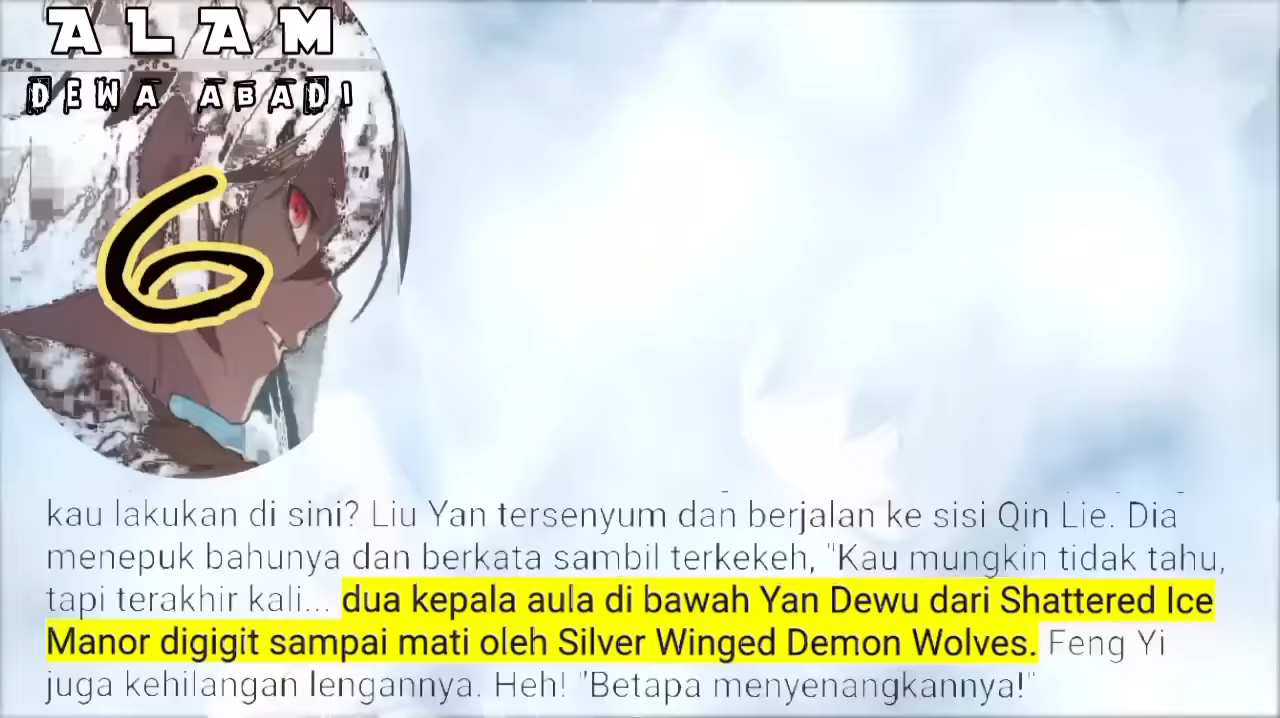 ALAM
DEWA ABADI
6
kau lakukan di sini? Liu Yan tersenyum dan berjalan ke sisi Qin Lie. Dia
menepuk bahunya dan berkata sambil terkekeh, "Kau mungkin tidak tahu,
tapi terakhir kali... dua kepala aula di bawah Yan Dewu dari Shattered Ice
Manor digigit sampai mati oleh Silver Winged Demon Wolves. Feng Yi
juga kehilangan lengannya. Heh! "Betapa menyenangkannya!"